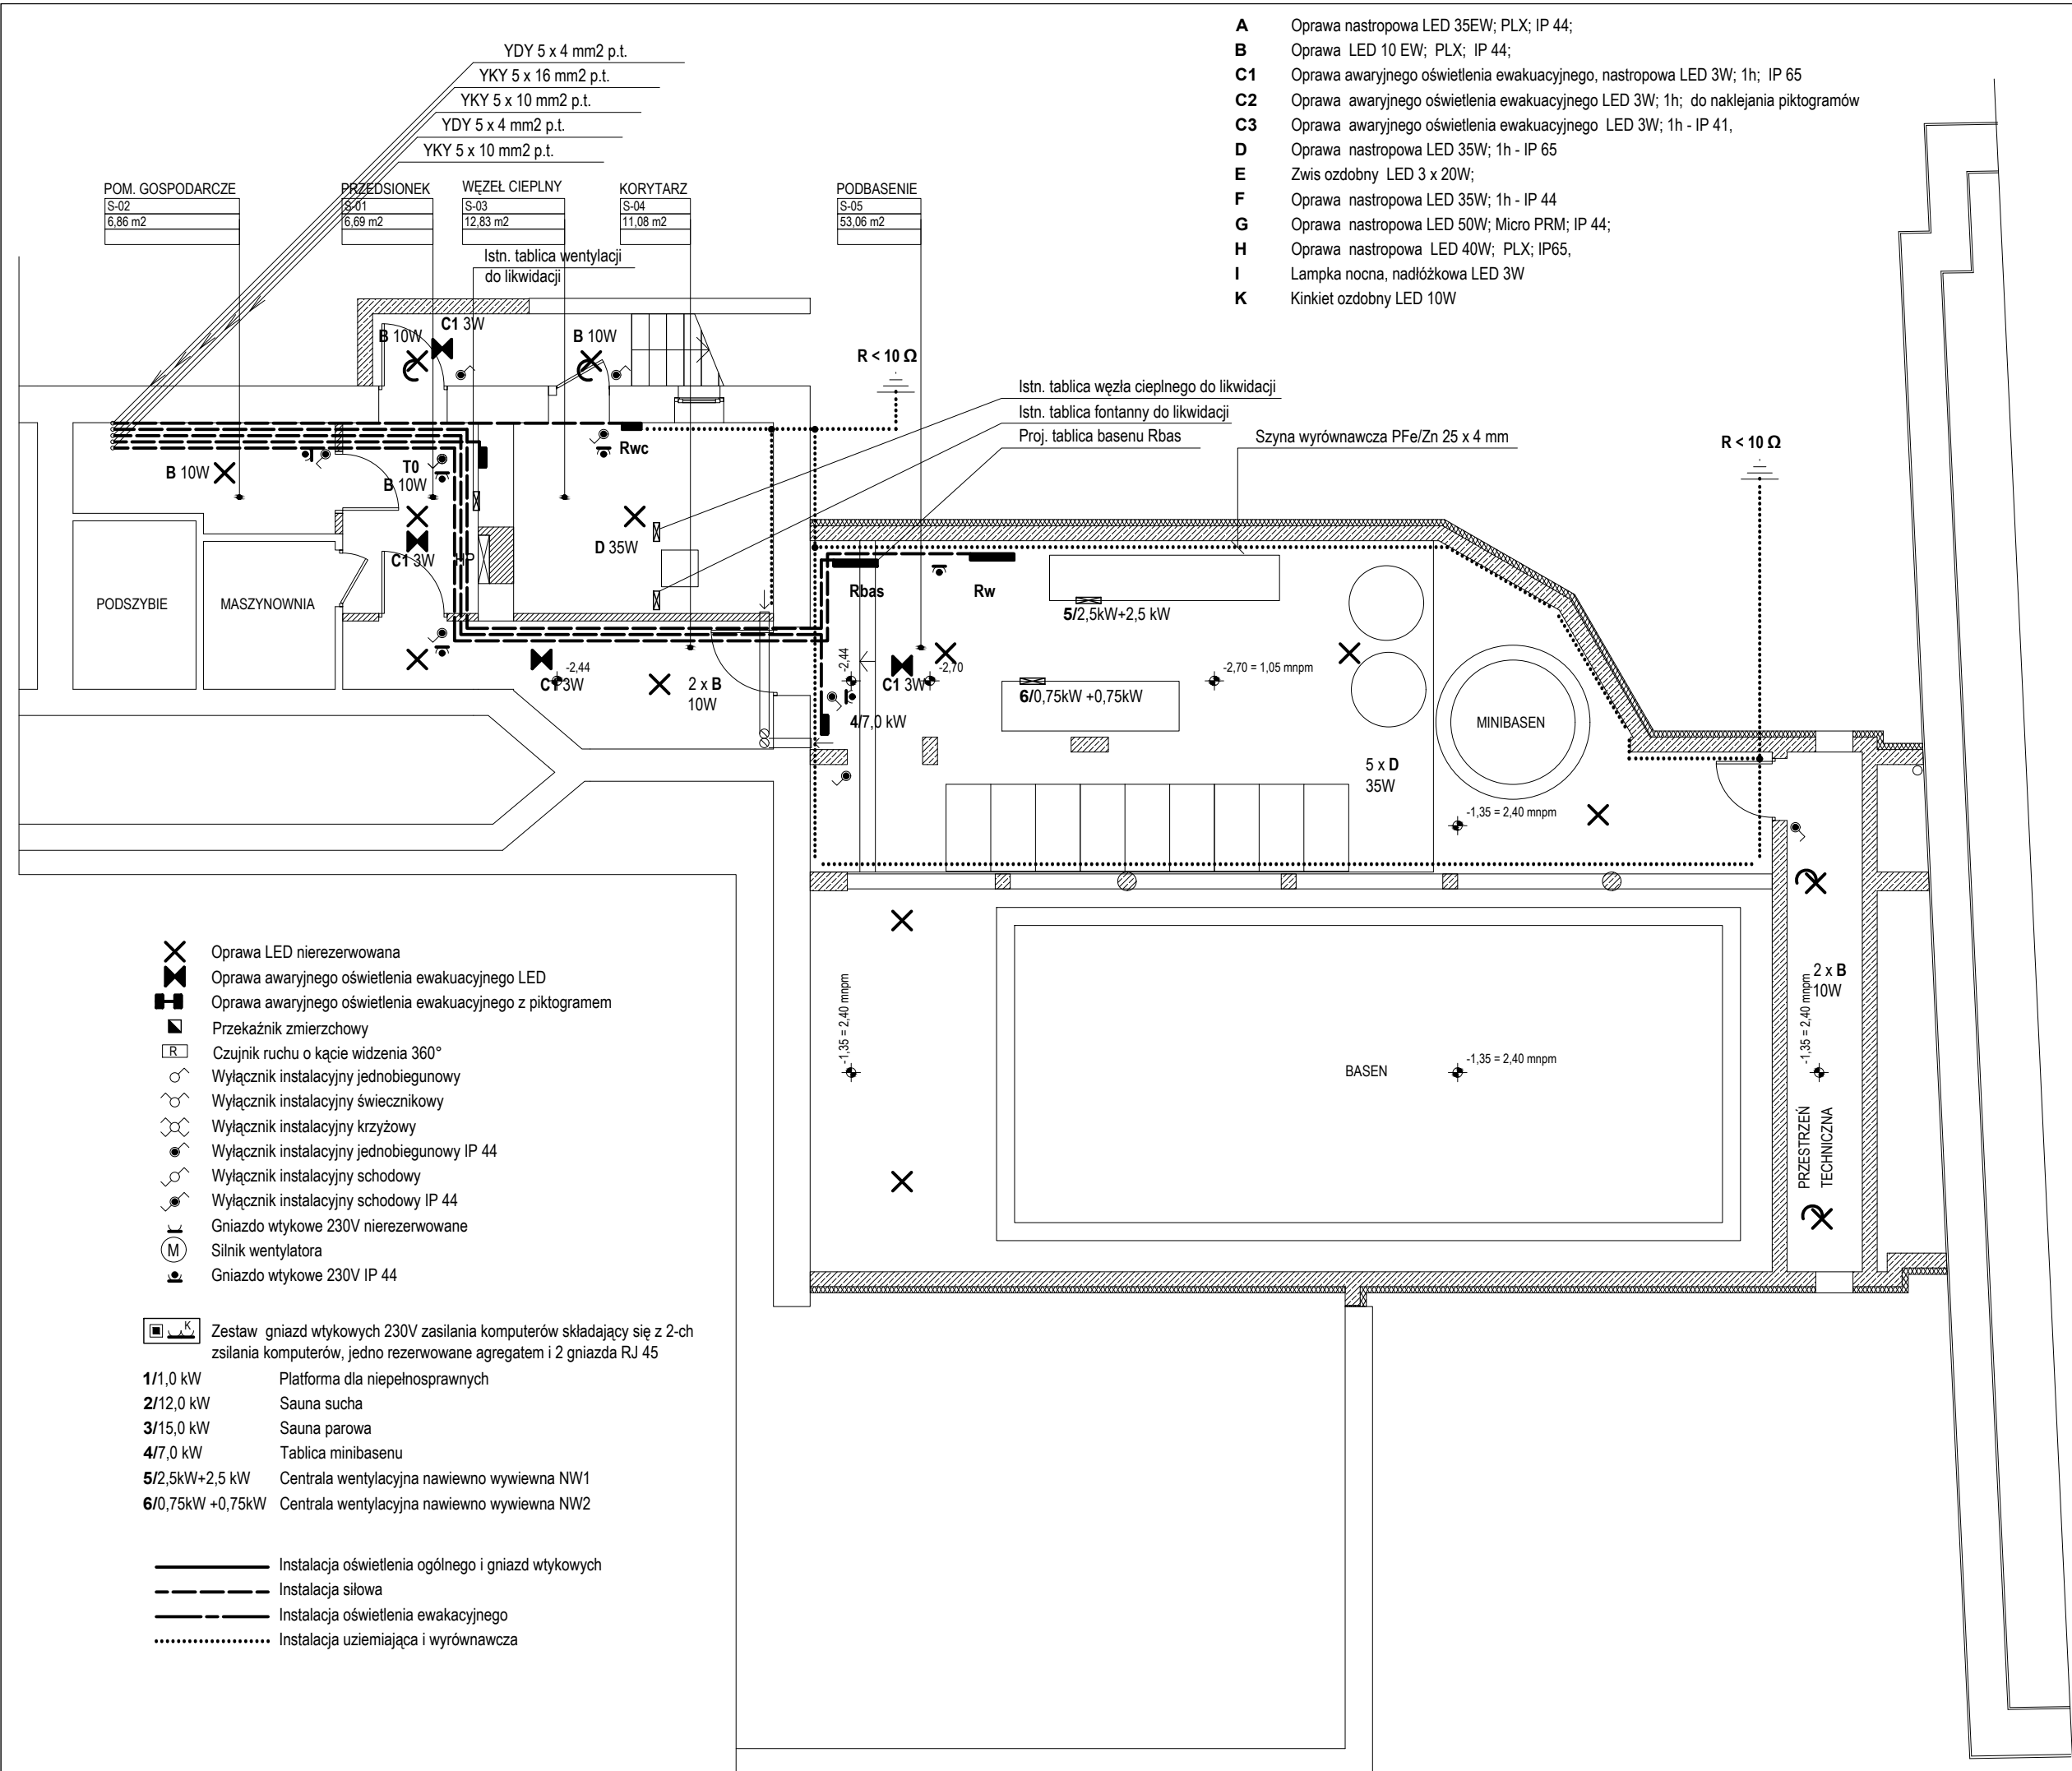 A Oprawa nastropowa LED 35EW; PLX; IP 44;
B Oprawa LED 10 EW; PLX; IP 44;
C1 Oprawa awaryjnego oświetlenia ewakuacyjnego, nastropowa LED 3W; 1h; IP 65
C2 Oprawa awaryjnego oświetlenia ewakuacyjnego LED 3W; 1h; do naklejania piktogramów
C3 Oprawa awaryjnego oświetlenia ewakuacyjnego LED 3W; 1h - IP 41,
D Oprawa nastropowa LED 35W; 1h - IP 65
E Zwis ozdobny LED 3 x 20W;
F Oprawa nastropowa LED 35W; 1h - IP 44
G Oprawa nastropowa LED 50W; Micro PRM; IP 44;
H Oprawa nastropowa LED 40W; PLX; IP65,
I Lampka nocna, nadłóżkowa LED 3W
K Kinkiet ozdobny LED 10W
YDY 5 x 4 mm2 p.t.
YKY 5 x 16 mm2 p.t.
YKY 5 x 10 mm2 p.t.
YDY 5 x 4 mm2 p.t.
YKY 5 x 10 mm2 p.t.
POM. GOSPODARCZE
S-02
6,86 m2
PRZEDSIONEK
S-01
6,69 m2
WĘZEŁ CIEPLNY
S-03
12,83 m2
KORYTARZ
S-04
11,08 m2
PODBASENIE
S-05
53,06 m2
Istn. tablica wentylacji
do likwidacji
C1 3W
B 10W
B 10W
R < 10 Ω
Istn. tablica węzła cieplnego do likwidacji
Istn. tablica fontanny do likwidacji
Proj. tablica basenu Rbas
Szyna wyrównawcza PFe/Zn 25 x 4 mm
R < 10 Ω
Rwc
B 10W
T0
B 10W
D 35W
C1 3W
HP
PODSZYBIE
MASZYNOWNIA
Rbas
Rw
5/2,5kW+2,5 kW
-2,44
C1 3W
2 x B
10W
-2,44
C1 3W
-2,70
-2,70 = 1,05 mnpm
6/0,75kW +0,75kW
4/7,0 kW
MINIBASEN
5 x D
35W
-1,35 = 2,40 mnpm
-1,35 = 2,40 mnpm
BASEN
-1,35 = 2,40 mnpm
2 x B
10W
-1,35 = 2,40 mnpm
PRZESTRZEŃ
TECHNICZNA
Oprawa LED nierezerwowana
Oprawa awaryjnego oświetlenia ewakuacyjnego LED
Oprawa awaryjnego oświetlenia ewakuacyjnego z piktogramem
Przekaźnik zmierzchowy
R Czujnik ruchu o kącie widzenia 360°
Wyłącznik instalacyjny jednobiegunowy
Wyłącznik instalacyjny świecznikowy
Wyłącznik instalacyjny krzyżowy
Wyłącznik instalacyjny jednobiegunowy IP 44
Wyłącznik instalacyjny schodowy
Wyłącznik instalacyjny schodowy IP 44
Gniazdo wtykowe 230V nierezerwowane
M Silnik wentylatora
Gniazdo wtykowe 230V IP 44
K Zestaw gniazd wtykowych 230V zasilania komputerów składający się z 2-ch
zsilania komputerów, jedno rezerwowane agregatem i 2 gniazda RJ 45
1/1,0 kW Platforma dla niepełnosprawnych
2/12,0 kW Sauna sucha
3/15,0 kW Sauna parowa
4/7,0 kW Tablica minibasenu
5/2,5kW+2,5 kW Centrala wentylacyjna nawiewno wywiewna NW1
6/0,75kW +0,75kW Centrala wentylacyjna nawiewno wywiewna NW2
Instalacja oświetlenia ogólnego i gniazd wtykowych
Instalacja siłowa
Instalacja oświetlenia ewakacyjnego
Instalacja uziemiająca i wyrównawcza